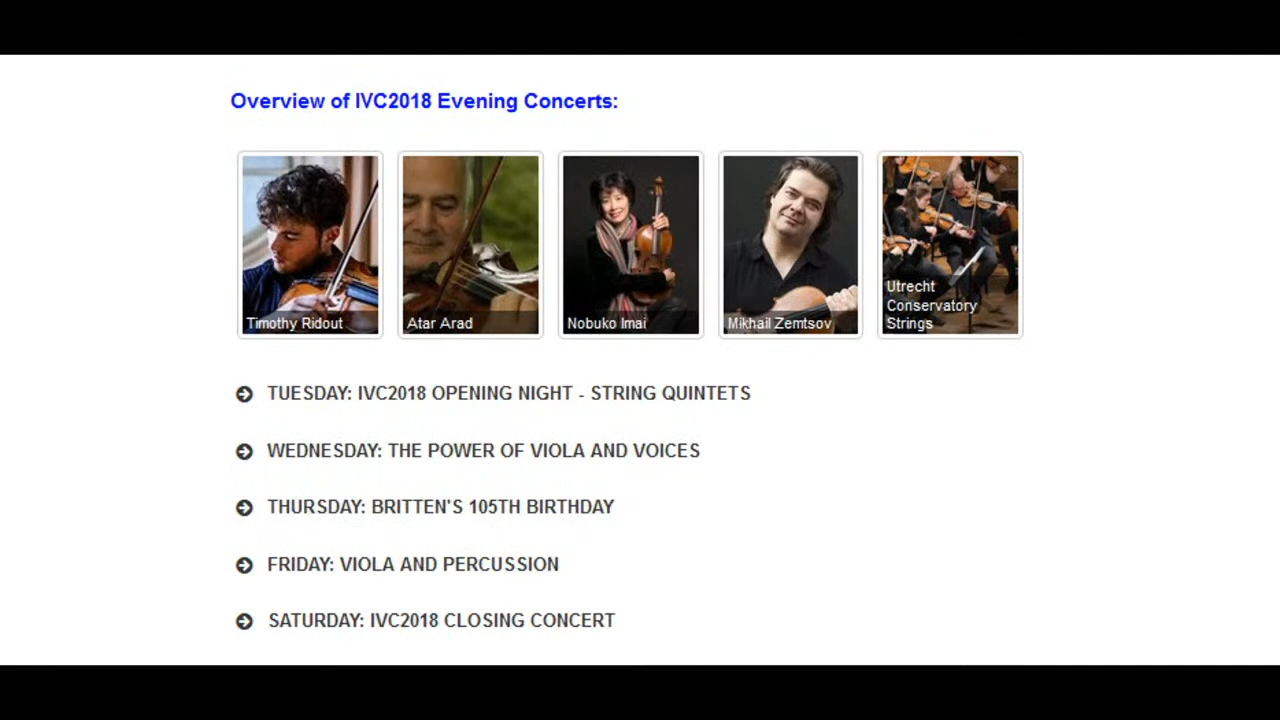 Overview of IVC2018 Evening Concerts:
Timothy Ridout
Atar Arad
Nobuko Imai
Mikhail Zemtsov
Utrecht
Conservatory
Strings
TUESDAY: IVC2018 OPENING NIGHT - STRING QUINTETS
WEDNESDAY: THE POWER OF VIOLA AND VOICES
THURSDAY: BRITTEN'S 105TH BIRTHDAY
FRIDAY: VIOLA AND PERCUSSION
SATURDAY: IVC2018 CLOSING CONCERT